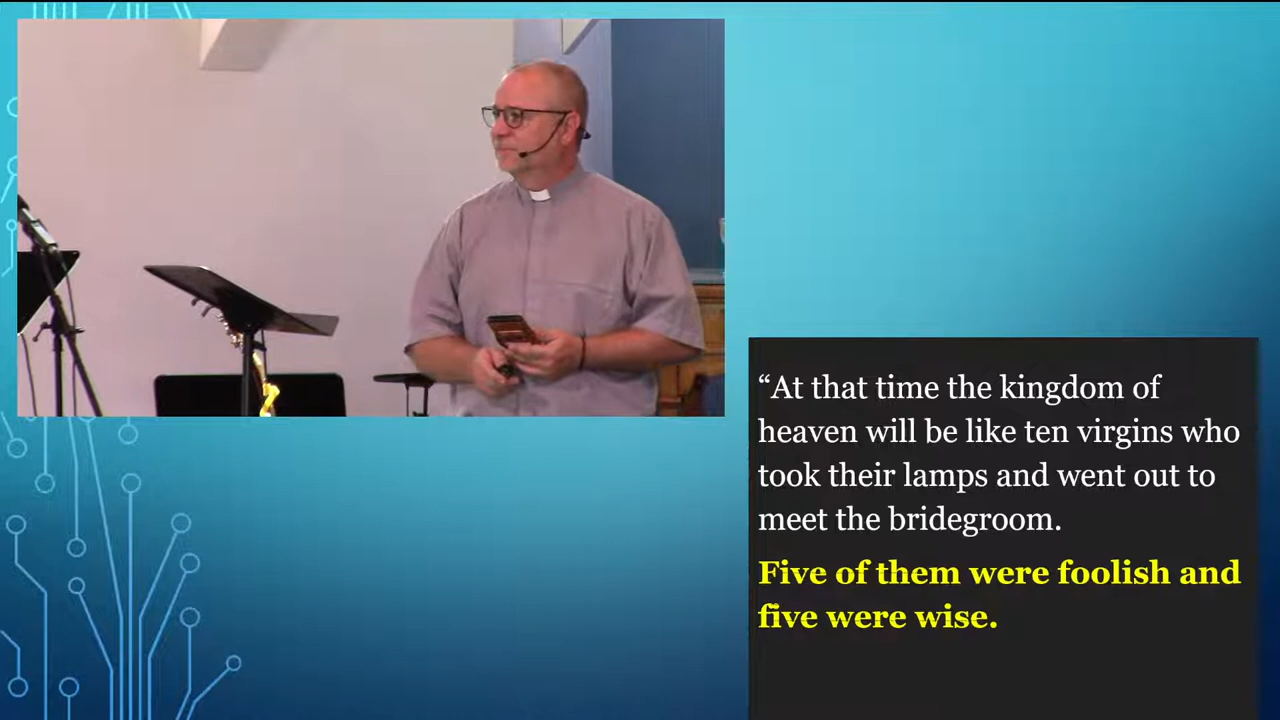 “At that time the kingdom of
heaven will be like ten virgins who
took their lamps and went out to
meet the bridegroom.
Five of them were foolish and
five were wise.